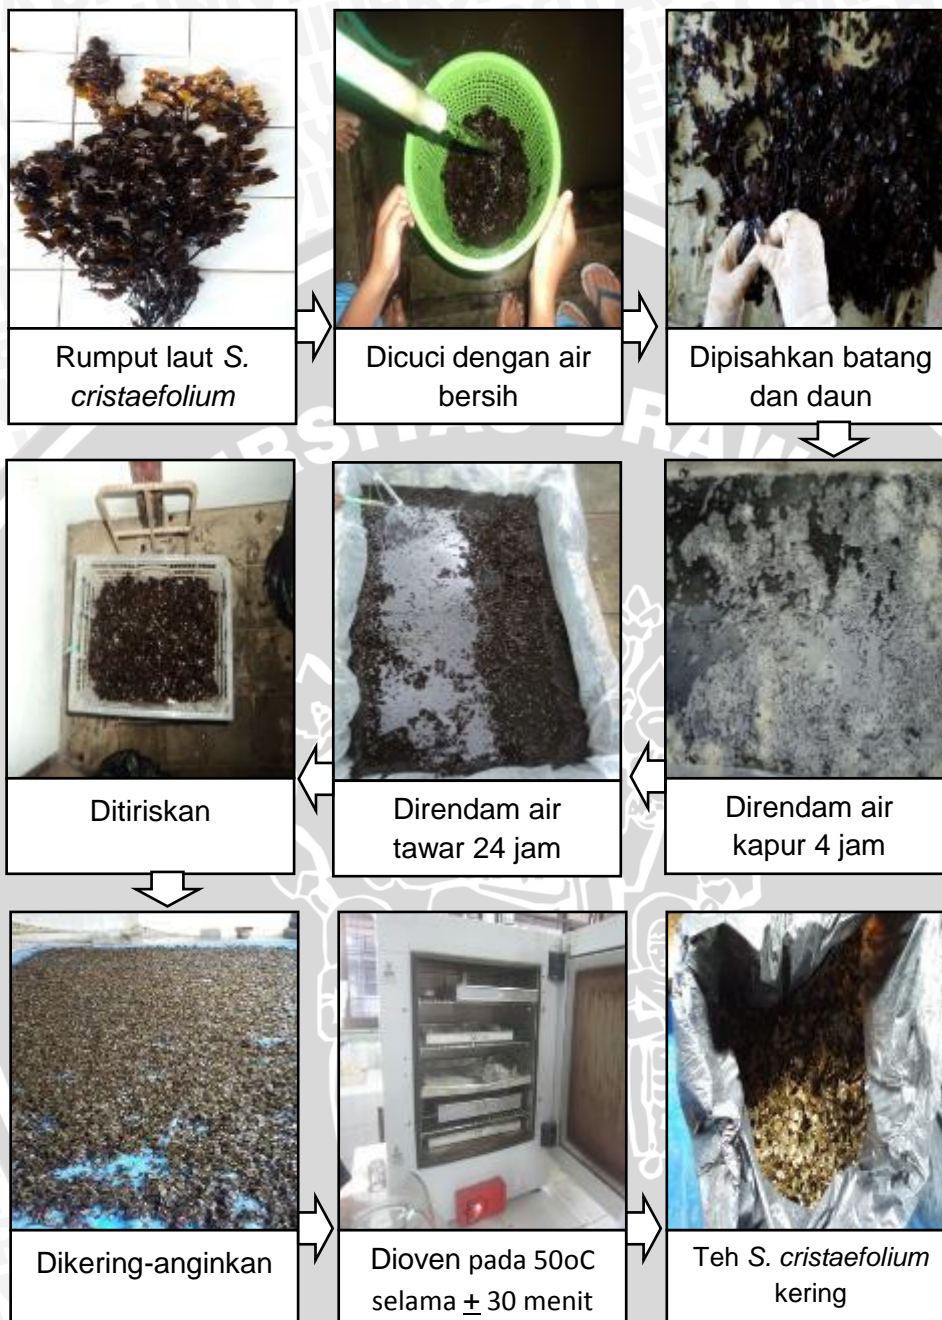 Rumput laut S.
cristaefolium
Dicuci dengan air
bersih
Dipisahkan batang
dan daun
Direndam air
kapur 4 jam
Direndam air
tawar 24 jam
Ditiriskan
Dikering-anginkan
Dioven pada 50oC
selama ± 30 menit
Teh S. cristaefolium
kering